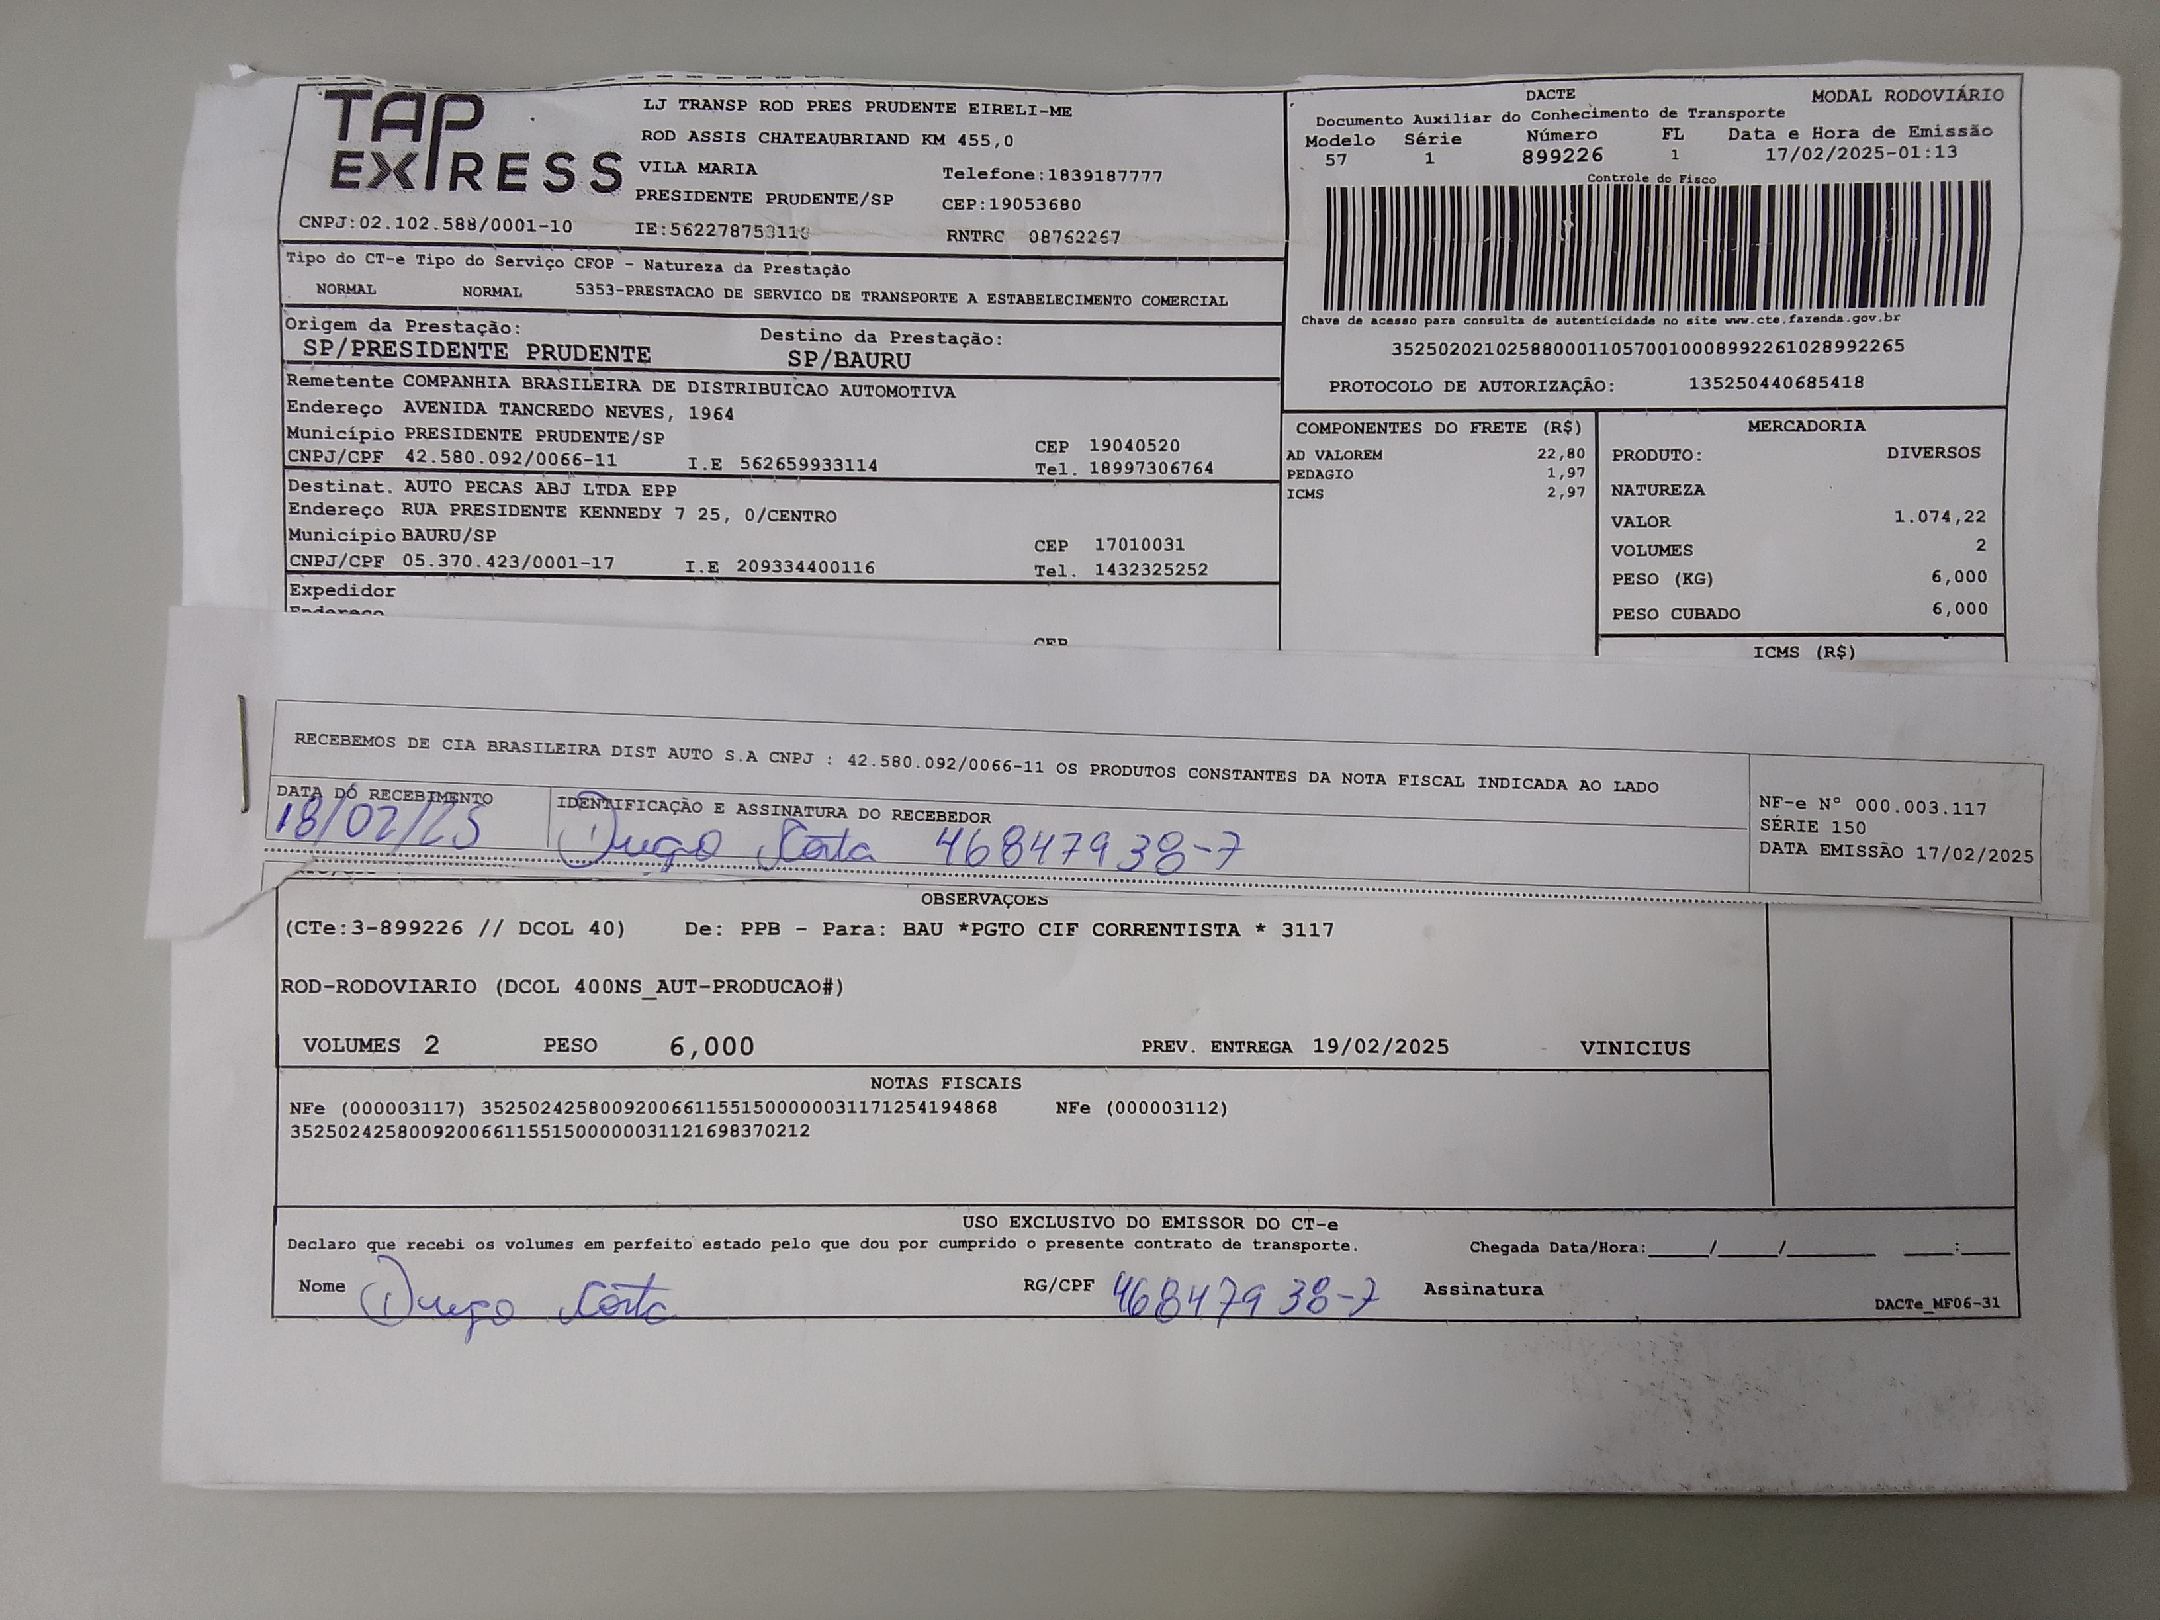 TAP EXPRESS
LJ TRANSP ROD PRES PRUDENTE EIRELI-ME
ROD ASSIS CHATEAUBRIAND KM 455,0
VILA MARIA Telefone:1839187777
PRESIDENTE PRUDENTE/SP CEP:19053680
CNPJ:02.102.588/0001-10 IE:562278753110 RNTRC 08762267
DACTE MODAL RODOVIÁRIO
Documento Auxiliar do Conhecimento de Transporte
Modelo Série Número FL Data e Hora de Emissão
57 1 899226 1 17/02/2025-01:13
Controle do Fisco
Chave de acesso para consulta de autenticidade no site www.cte.fazenda.gov.br
35250202102588000110570010008992261028992265
PROTOCOLO DE AUTORIZAÇÃO: 135250440685418
Tipo do CT-e Tipo do Serviço CFOP - Natureza da Prestação
NORMAL NORMAL 5353-PRESTACAO DE SERVICO DE TRANSPORTE A ESTABELECIMENTO COMERCIAL
Origem da Prestação: Destino da Prestação:
SP/PRESIDENTE PRUDENTE SP/BAURU
Remetente COMPANHIA BRASILEIRA DE DISTRIBUICAO AUTOMOTIVA
Endereço AVENIDA TANCREDO NEVES, 1964
Município PRESIDENTE PRUDENTE/SP CEP 19040520
CNPJ/CPF 42.580.092/0066-11 I.E 562659933114 Tel. 18997306764
Destinat. AUTO PECAS ABJ LTDA EPP
Endereço RUA PRESIDENTE KENNEDY 7 25, 0/CENTRO
Município BAURU/SP CEP 17010031
CNPJ/CPF 05.370.423/0001-17 I.E 209334400116 Tel. 1432325252
Expedidor
Endereço
CEP
COMPONENTES DO FRETE (R$)
AD VALOREM 22,80
PEDAGIO 1,97
ICMS 2,97
MERCADORIA
PRODUTO: DIVERSOS
NATUREZA
VALOR 1.074,22
VOLUMES 2
PESO (KG) 6,000
PESO CUBADO 6,000
ICMS (R$)
RECEBEMOS DE CIA BRASILEIRA DIST AUTO S.A CNPJ : 42.580.092/0066-11 OS PRODUTOS CONSTANTES DA NOTA FISCAL INDICADA AO LADO
DATA DO RECEBIMENTO IDENTIFICAÇÃO E ASSINATURA DO RECEBEDOR
18/02/25 46847938-7
NF-e N° 000.003.117
SÉRIE 150
DATA EMISSÃO 17/02/2025
OBSERVAÇÕES
(CTe:3-899226 // DCOL 40) De: PPB - Para: BAU *PGTO CIF CORRENTISTA * 3117
ROD-RODOVIARIO (DCOL 400NS_AUT-PRODUCAO#)
VOLUMES 2 PESO 6,000 PREV. ENTREGA 19/02/2025 VINICIUS
NOTAS FISCAIS
NFe (000003117) 35250242580092006611551500000031171254194868 NFe (000003112)
35250242580092006611551500000031121698370212
USO EXCLUSIVO DO EMISSOR DO CT-e
Declaro que recebi os volumes em perfeito estado pelo que dou por cumprido o presente contrato de transporte. Chegada Data/Hora:_____/_____/_______ ____:____
Nome RG/CPF 46847938-7 Assinatura
DACTe_MF06-31